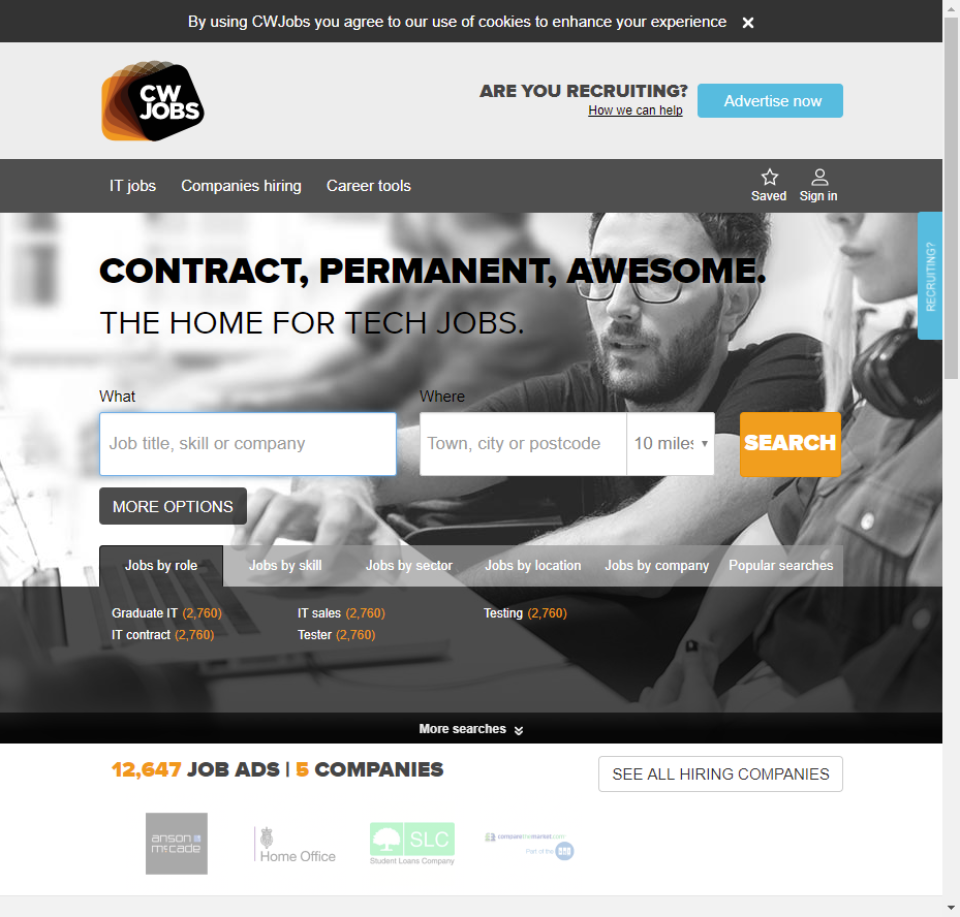 By using CWJobs you agree to our use of cookies to enhance your experience ×
CW
JOBS
ARE YOU RECRUITING?
How we can help
Advertise now
IT jobs Companies hiring Career tools
Saved Sign in
RECRUITING?
CONTRACT, PERMANENT, AWESOME.
THE HOME FOR TECH JOBS.
What Where
Job title, skill or company Town, city or postcode 10 miles SEARCH
MORE OPTIONS
Jobs by role Jobs by skill Jobs by sector Jobs by location Jobs by company Popular searches
Graduate IT (2,760) IT sales (2,760) Testing (2,760)
IT contract (2,760) Tester (2,760)
More searches
12,647 JOB ADS | 5 COMPANIES SEE ALL HIRING COMPANIES
anson
mccade
Home Office
SLC
Student Loans Company
comparethemarket.com
Part of the